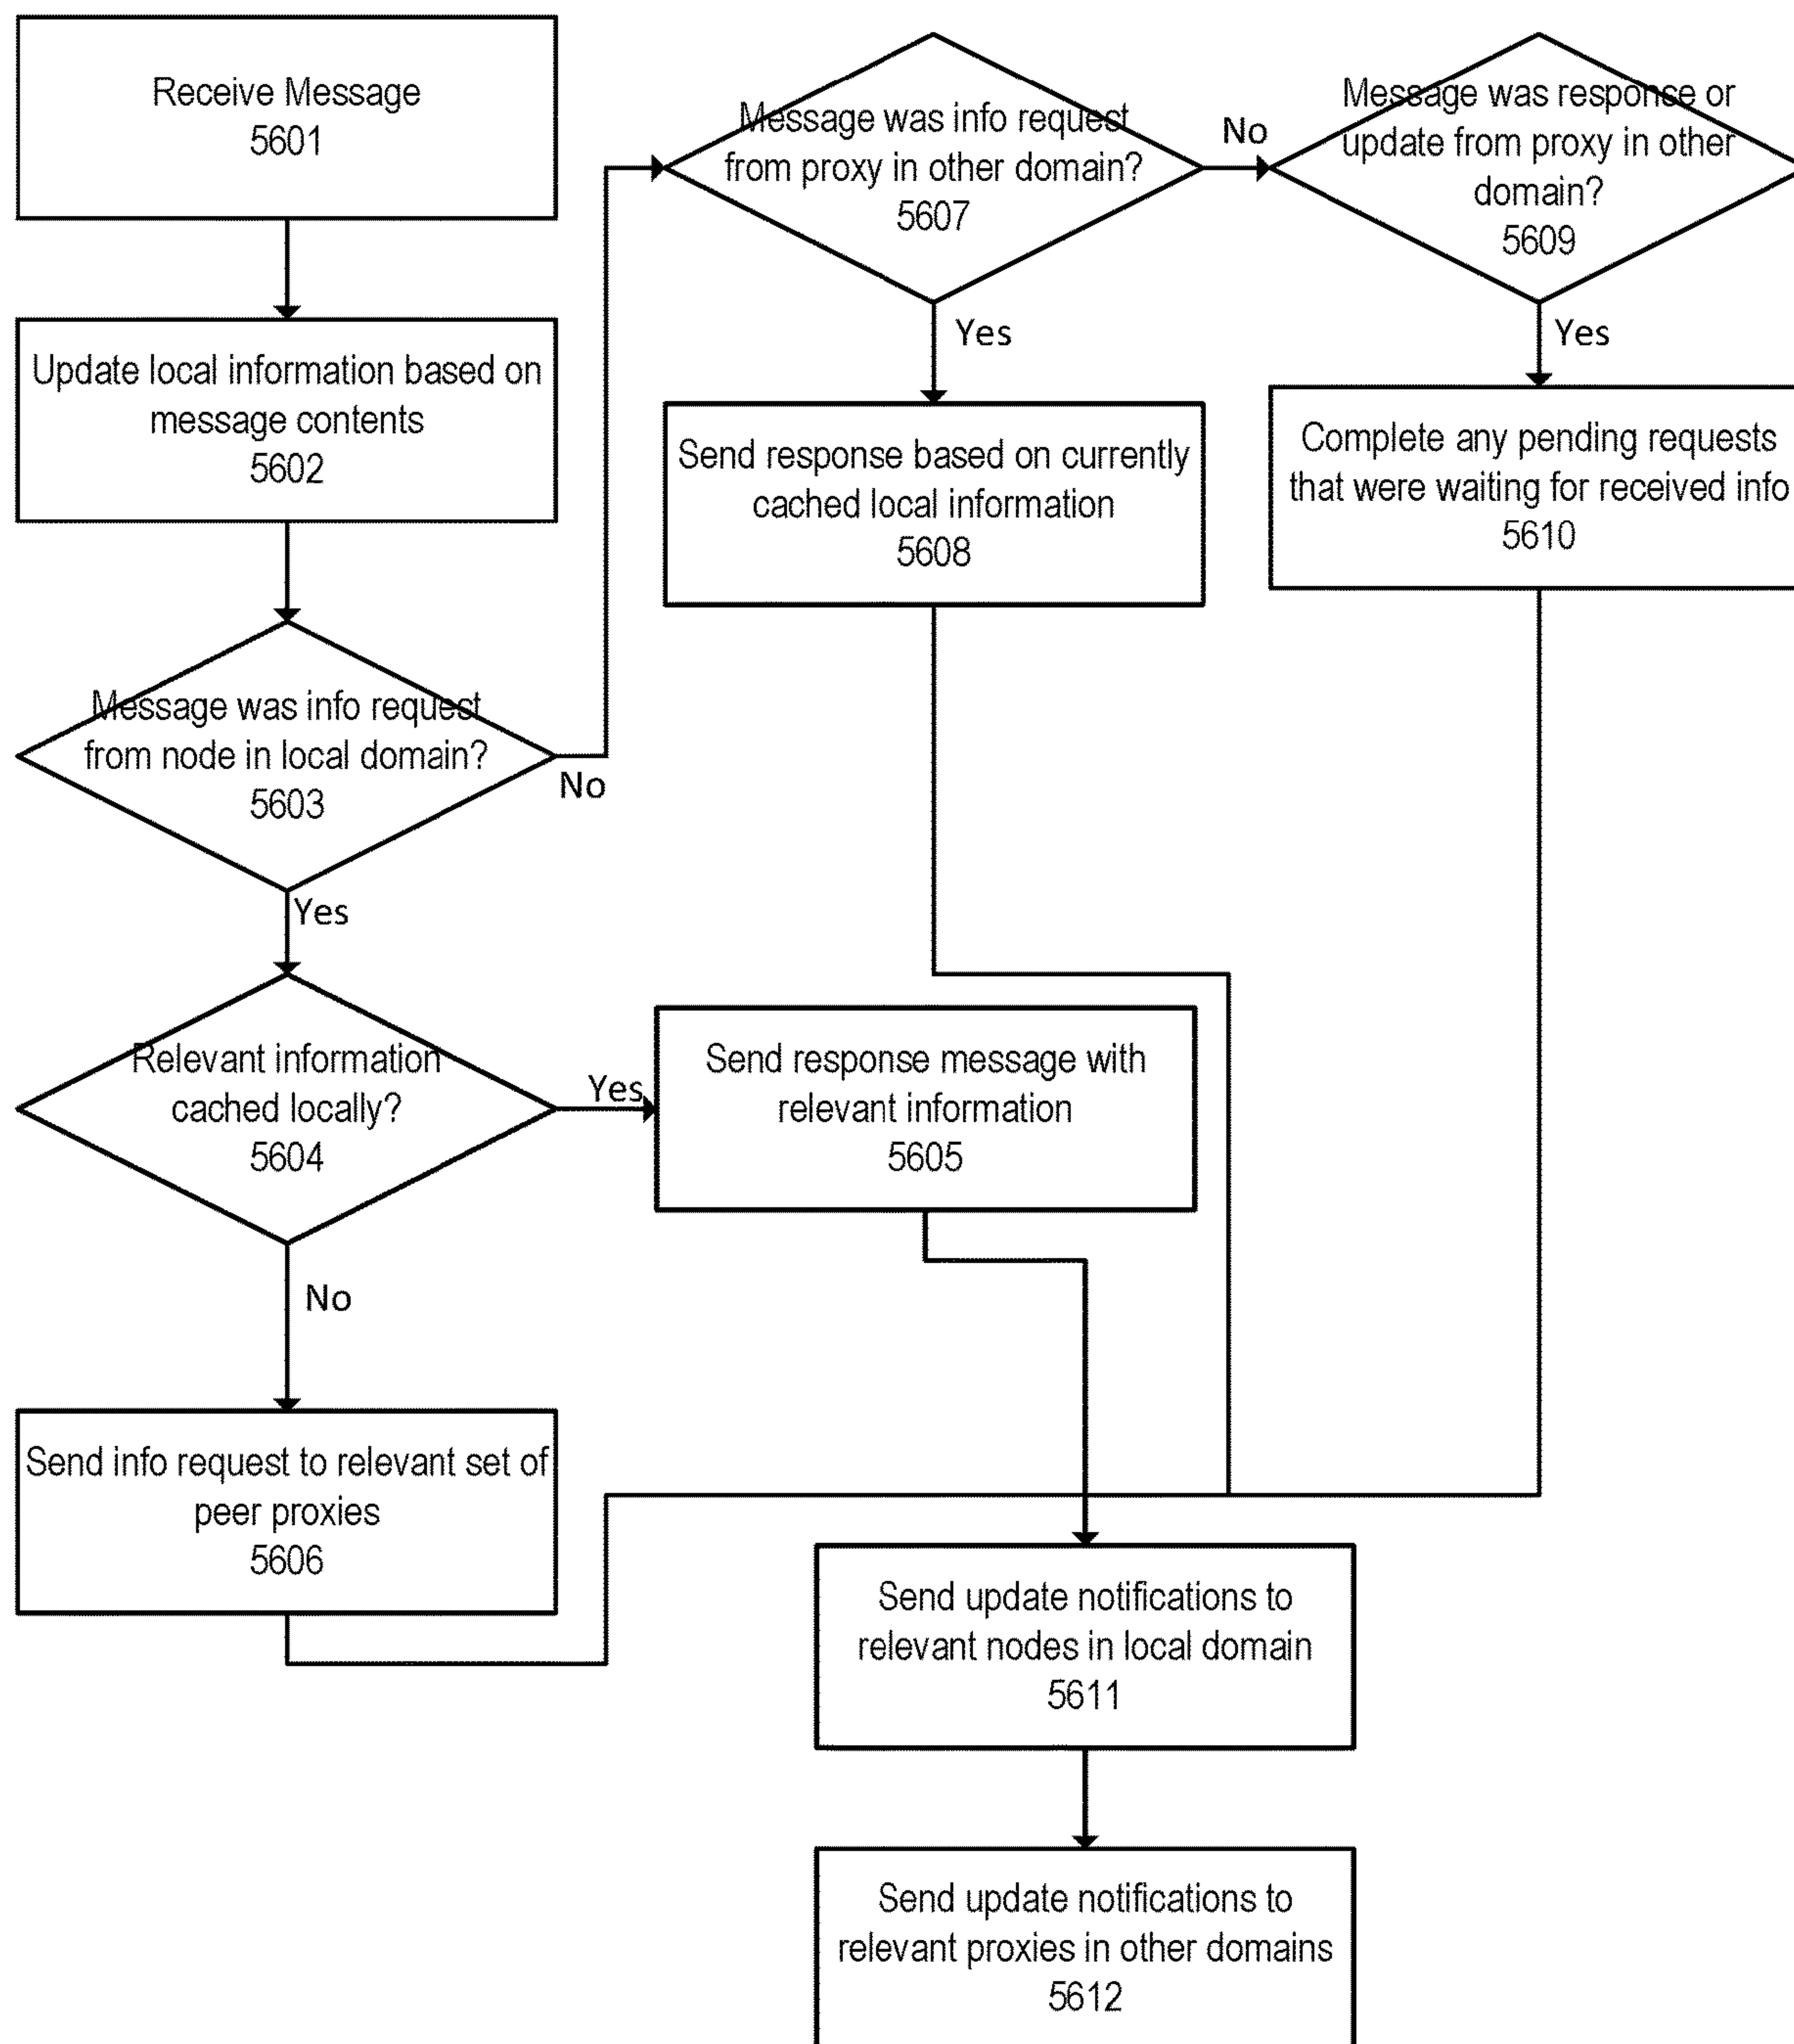 Receive Message
5601
Update local information based on
message contents
5602
Message was info request
from node in local domain?
5603
No
Yes
Relevant information
cached locally?
5604
Yes
Send response message with
relevant information
5605
No
Send info request to relevant set of
peer proxies
5606
Message was info request
from proxy in other domain?
5607
No
Yes
Send response based on currently
cached local information
5608
Message was response or
update from proxy in other
domain?
5609
Yes
Complete any pending requests
that were waiting for received info
5610
Send update notifications to
relevant nodes in local domain
5611
Send update notifications to
relevant proxies in other domains
5612